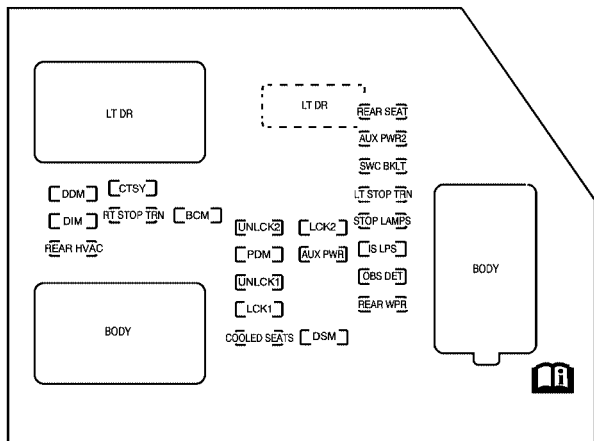 LT DR
LT DR
REAR SEAT
AUX PWR2
SWC BKLT
DDM
CTSY
LT STOP TRN
DIM
RT STOP TRN
BCM
UNLCK2
LCK2
STOP LAMPS
REAR HVAC
PDM
AUX PWR
IS LPS
UNLCK1
OBS DET
BODY
LCK1
REAR WPR
BODY
COOLED SEATS
DSM
i